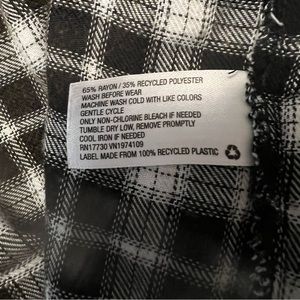 65% RAYON / 35% RECYCLED POLYESTER
WASH BEFORE WEAR
MACHINE WASH COLD WITH LIKE COLORS
GENTLE CYCLE
ONLY NON-CHLORINE BLEACH IF NEEDED
TUMBLE DRY LOW, REMOVE PROMPTLY
COOL IRON IF NEEDED
RN17730 VN1974109
LABEL MADE FROM 100% RECYCLED PLASTIC